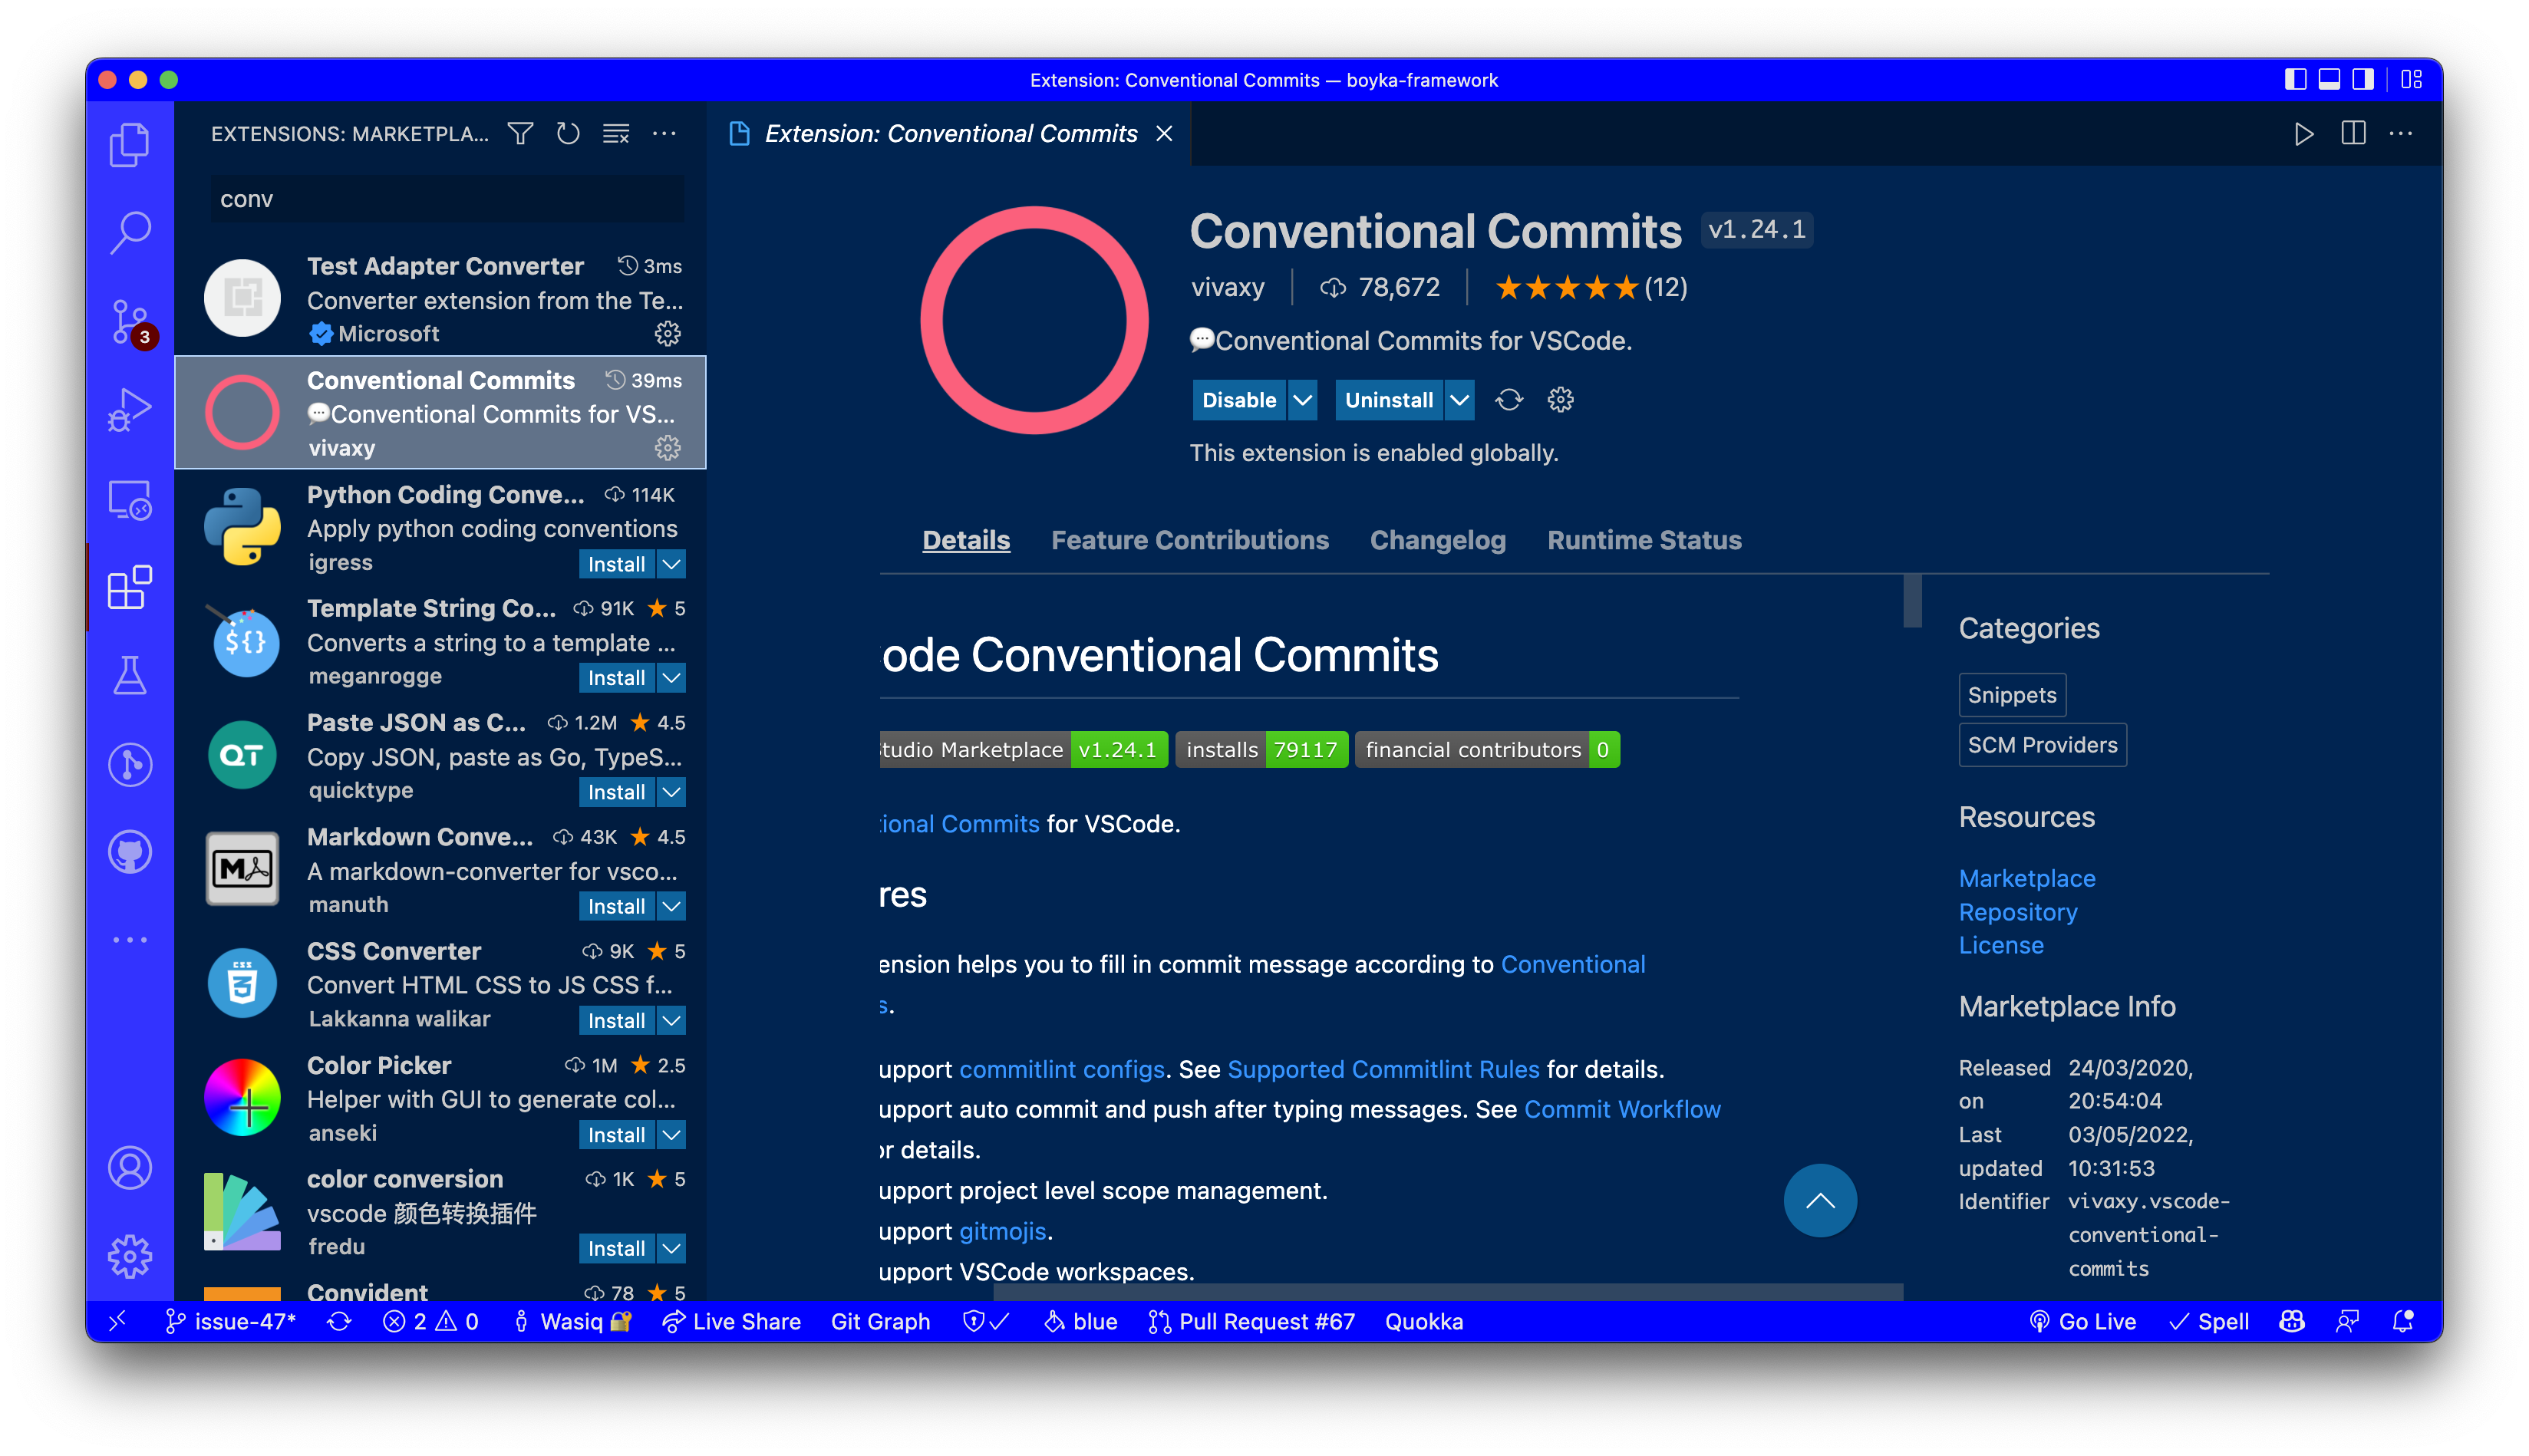 Extension: Conventional Commits — boyka-framework
EXTENSIONS: MARKETPLA...
conv
Test Adapter Converter 3ms
Converter extension from the Te...
Microsoft
Conventional Commits 39ms
💬Conventional Commits for VS...
vivaxy
Python Coding Conve... 114K
Apply python coding conventions
igress Install
Template String Co... 91K ★ 5
${}
Converts a string to a template ...
meganrogge Install
Paste JSON as C... 1.2M ★ 4.5
QT
Copy JSON, paste as Go, TypeS...
quicktype Install
Markdown Conve... 43K ★ 4.5
M
A markdown-converter for vsco...
manuth Install
CSS Converter 9K ★ 5
CSS
3
Convert HTML CSS to JS CSS f...
Lakkanna walikar Install
Color Picker 1M ★ 2.5
Helper with GUI to generate col...
anseki Install
color conversion 1K ★ 5
vscode 颜色转换插件
fredu Install
Convident 78 ★ 5
3
Extension: Conventional Commits
Conventional Commits v1.24.1
vivaxy 78,672 ★★★★★(12)
💬Conventional Commits for VSCode.
Disable Uninstall
This extension is enabled globally.
Details Feature Contributions Changelog Runtime Status
ode Conventional Commits
tudio Marketplace v1.24.1 installs 79117 financial contributors 0
ional Commits for VSCode.
res
ension helps you to fill in commit message according to Conventional
s.
upport commitlint configs. See Supported Commitlint Rules for details.
upport auto commit and push after typing messages. See Commit Workflow
or details.
upport project level scope management.
upport gitmojis.
upport VSCode workspaces.
Categories
Snippets
SCM Providers
Resources
Marketplace
Repository
License
Marketplace Info
Released on 24/03/2020, 20:54:04
Last updated 03/05/2022, 10:31:53
Identifier vivaxy.vscode-conventional-commits
issue-47* 2 0 Wasiq 🔐 Live Share Git Graph blue Pull Request #67 Quokka Go Live Spell